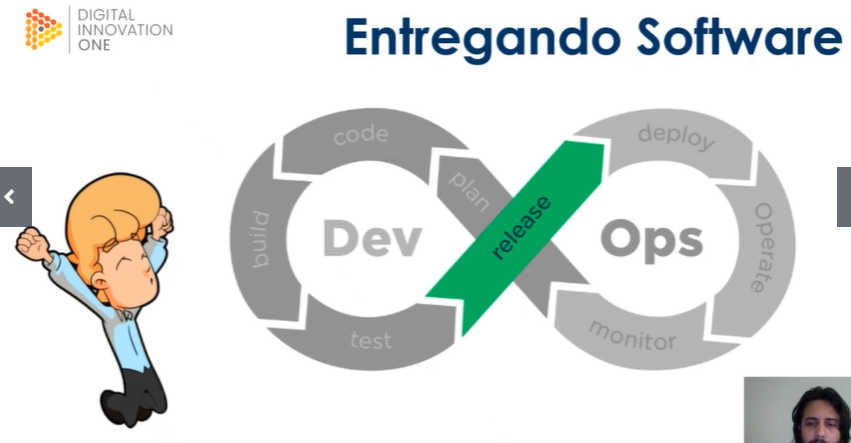 DIGITAL
INNOVATION
ONE
Entregando Software
code
plan
build
Dev
test
release
deploy
Ops
Operate
monitor